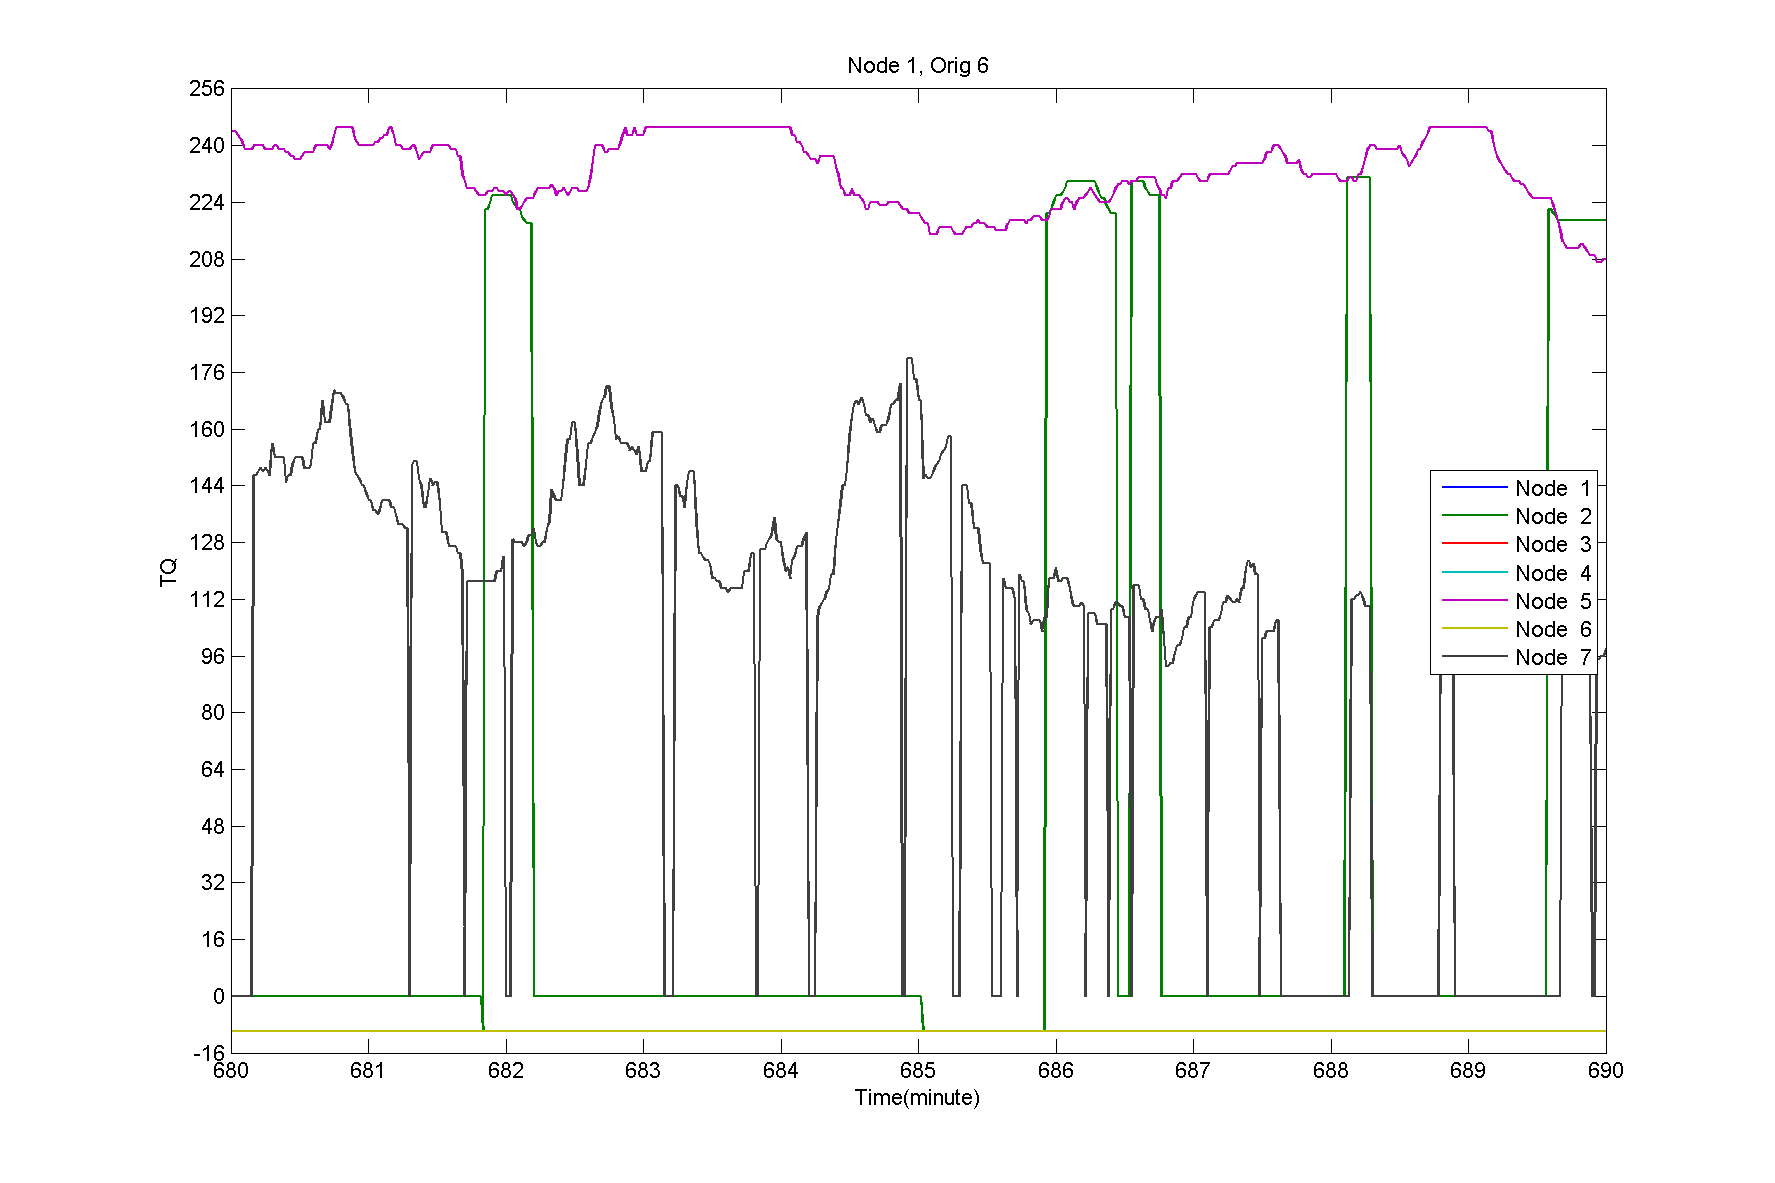 Node 1, Orig 6
256
240
224
208
192
176
160
144
128
112
96
80
64
48
32
16
0
-16
TQ
Node 1
Node 2
Node 3
Node 4
Node 5
Node 6
Node 7
680 681 682 683 684 685 686 687 688 689 690
Time(minute)